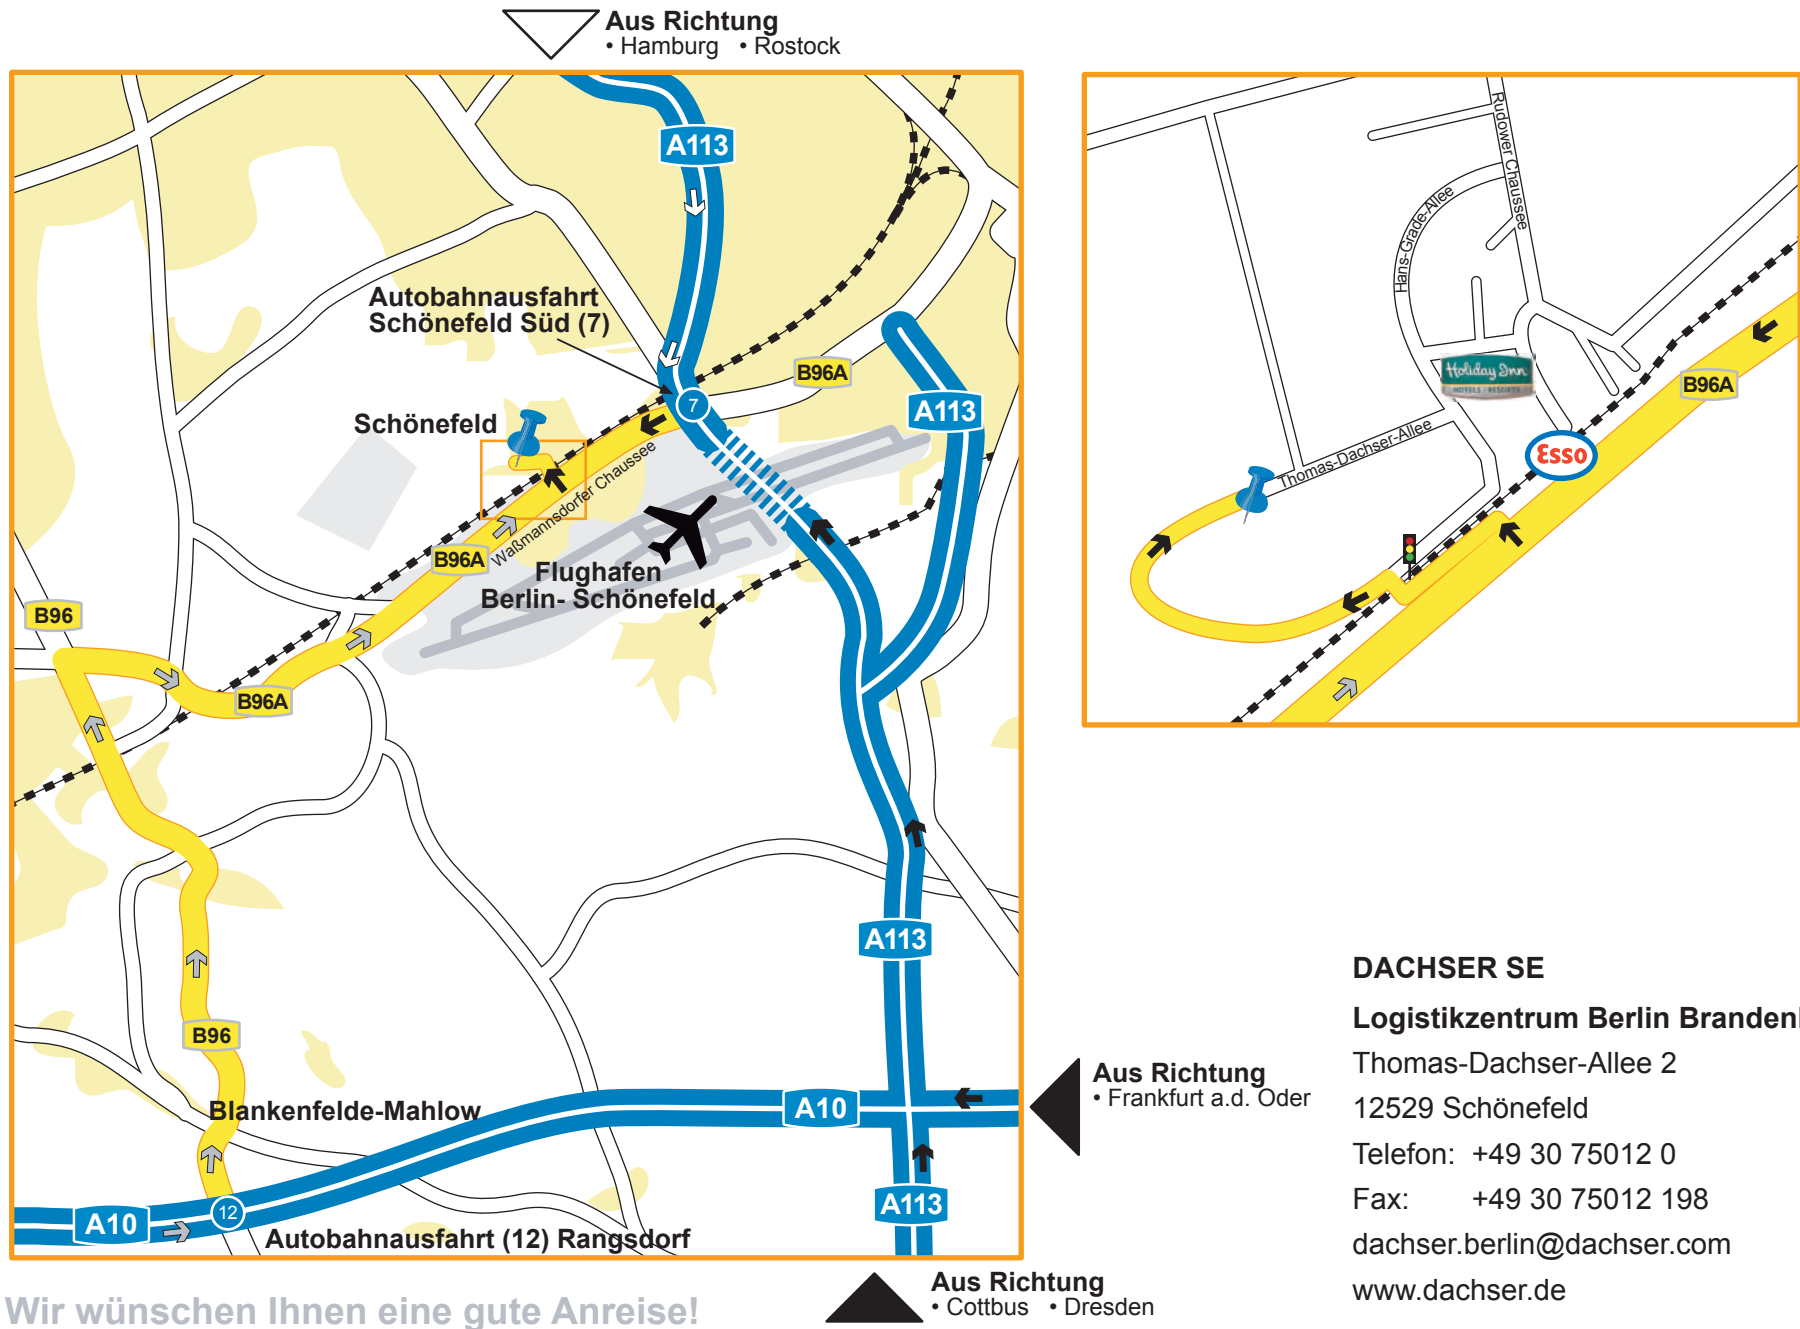 Aus Richtung
• Hamburg • Rostock
A113
Autobahnausfahrt
Schönefeld Süd (7)
B96A
7
A113
Schönefeld
Waßmannsdorfer Chaussee
B96A
Flughafen
Berlin- Schönefeld
B96
B96A
A113
B96
Blankenfelde-Mahlow
A10
A113
12
A10
Autobahnausfahrt (12) Rangsdorf
Aus Richtung
• Frankfurt a.d. Oder
Aus Richtung
• Cottbus • Dresden
Wir wünschen Ihnen eine gute Anreise!
Rudower Chaussee
Hans-Grade-Allee
Holiday Inn
HOTELS · RESORTS
B96A
Thomas-Dachser-Allee
Esso
DACHSER SE
Logistikzentrum Berlin
Thomas-Dachser-Allee 2
12529 Schönefeld
Telefon: +49 30 75012 0
Fax: +49 30 75012 198
dachser.berlin@dachser.com
www.dachser.de